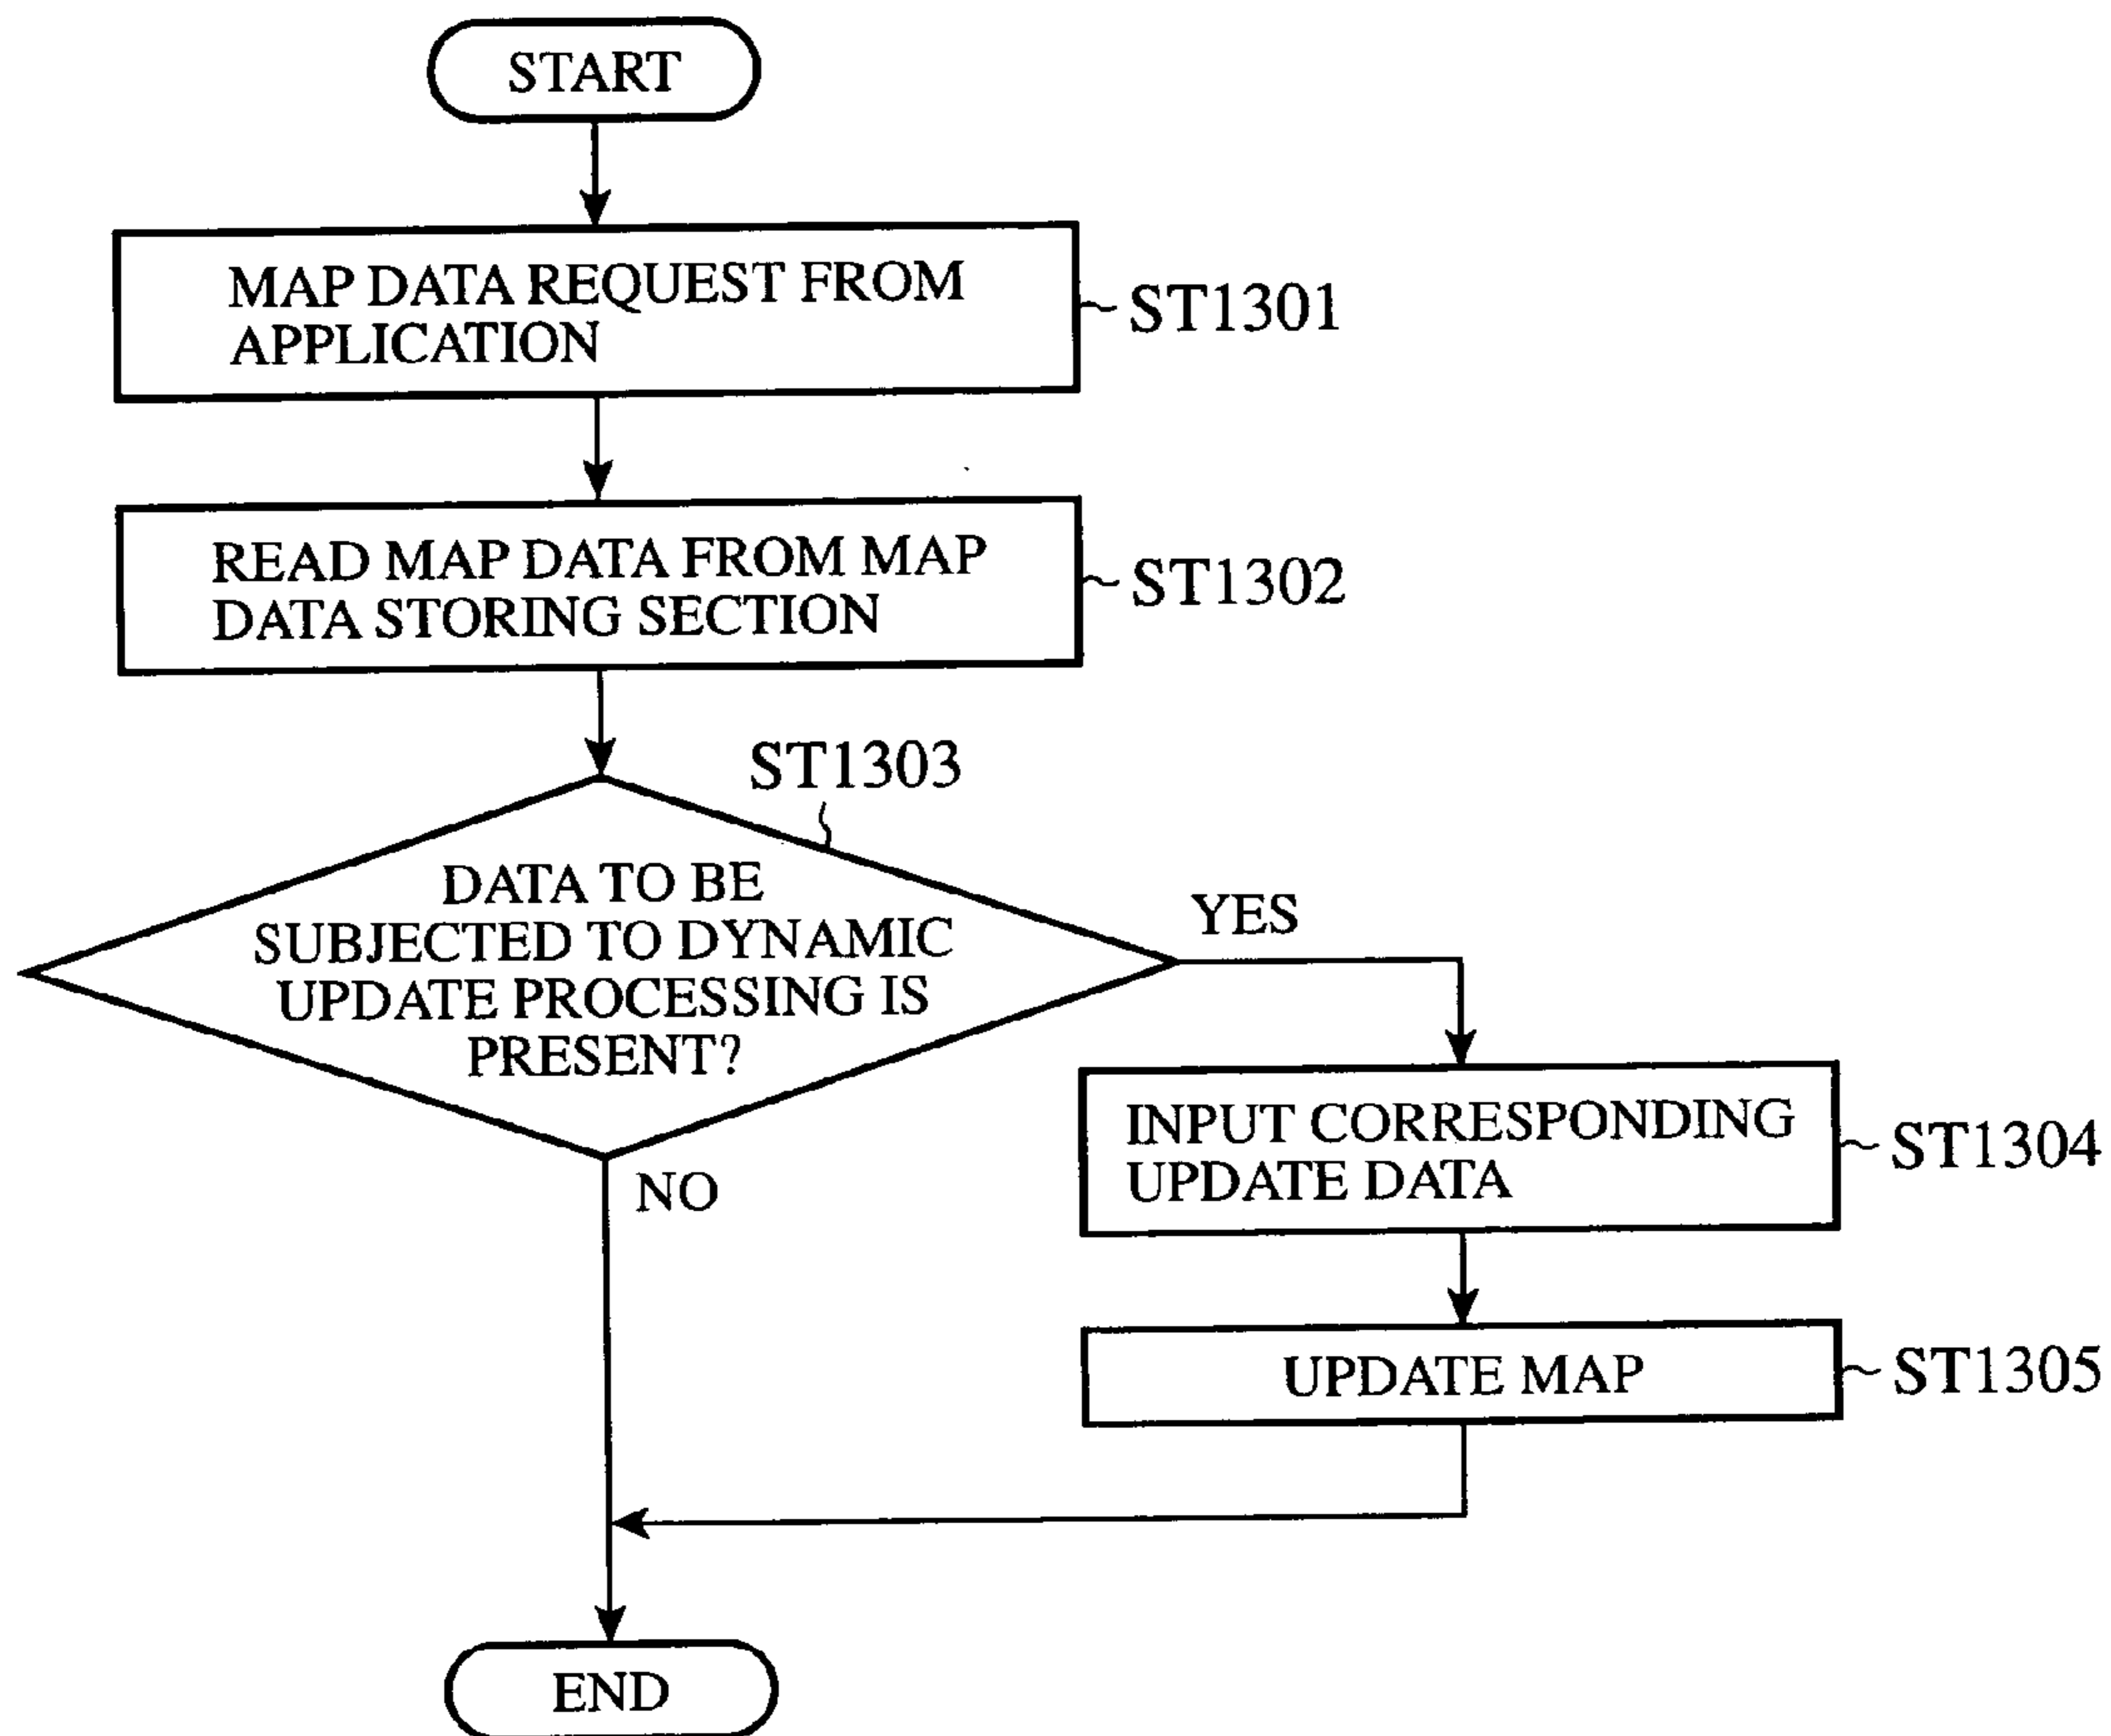 START
MAP DATA REQUEST FROM
APPLICATION
ST1301
READ MAP DATA FROM MAP
DATA STORING SECTION
ST1302
ST1303
DATA TO BE
SUBJECTED TO DYNAMIC
UPDATE PROCESSING IS
PRESENT?
YES
NO
INPUT CORRESPONDING
UPDATE DATA
ST1304
UPDATE MAP
ST1305
END